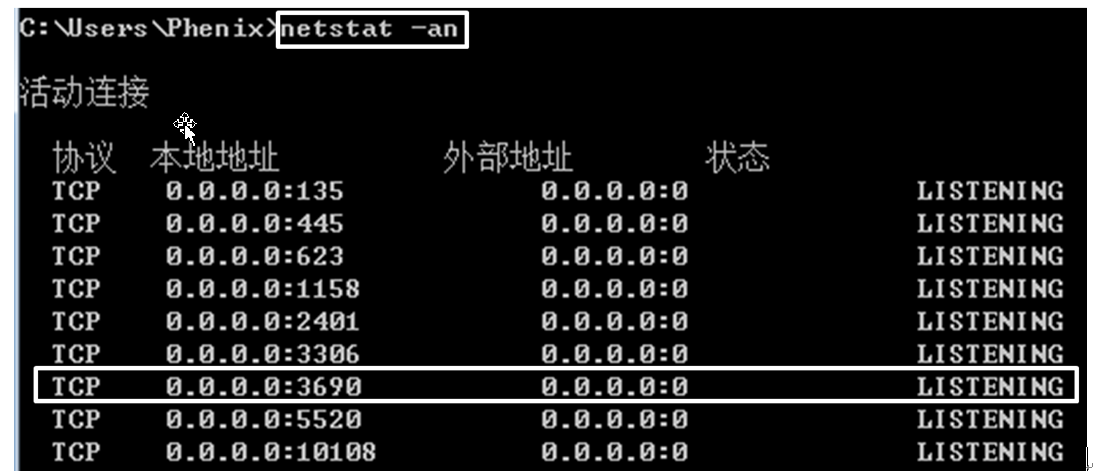 C:\Users\Phenix>netstat -an
活动连接
协议 本地地址 外部地址 状态
TCP 0.0.0.0:135 0.0.0.0:0 LISTENING
TCP 0.0.0.0:445 0.0.0.0:0 LISTENING
TCP 0.0.0.0:623 0.0.0.0:0 LISTENING
TCP 0.0.0.0:1158 0.0.0.0:0 LISTENING
TCP 0.0.0.0:2401 0.0.0.0:0 LISTENING
TCP 0.0.0.0:3306 0.0.0.0:0 LISTENING
TCP 0.0.0.0:3690 0.0.0.0:0 LISTENING
TCP 0.0.0.0:5520 0.0.0.0:0 LISTENING
TCP 0.0.0.0:10108 0.0.0.0:0 LISTENING